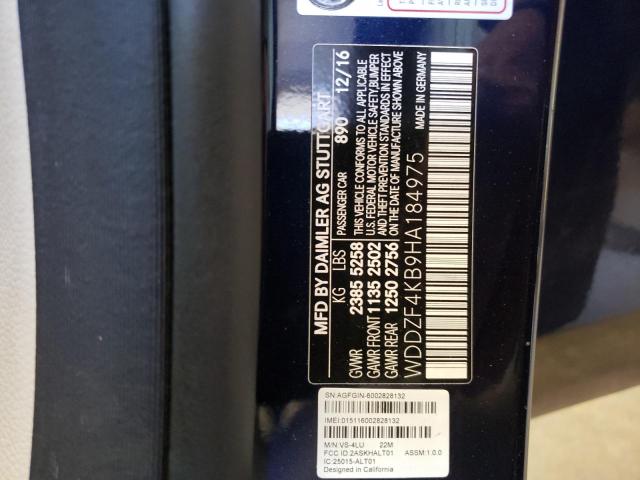 MFD BY DAIMLER AG STUTTGART
PASSENGER CAR 890 12/16
KG LBS
GVWR 2385 5258
GAWR FRONT 1135 2502
GAWR REAR 1250 2756
THIS VEHICLE CONFORMS TO ALL APPLICABLE
U.S. FEDERAL MOTOR VEHICLE SAFETY,BUMPER
AND THEFT PREVENTION STANDARDS IN EFFECT
ON THE DATE OF MANUFACTURE SHOWN ABOVE
WDDZF4KB9HA184975 MADE IN GERMANY
SN:AGFGIN-6002828132
IMEI:015116002828132
M/N:VS-4LU 22M
FCC ID:2ASKHALT01 ASSM:1.0.0
IC:25015-ALT01
Designed in California